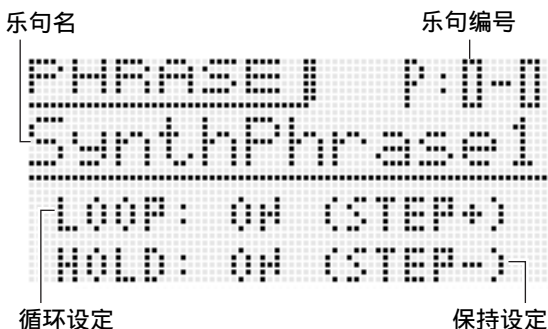 乐句名 乐句编号
PHRASE P:0-0
SynthPhrase1
LOOP: ON (STEP+)
HOLD: ON (STEP-)
循环设定 保持设定